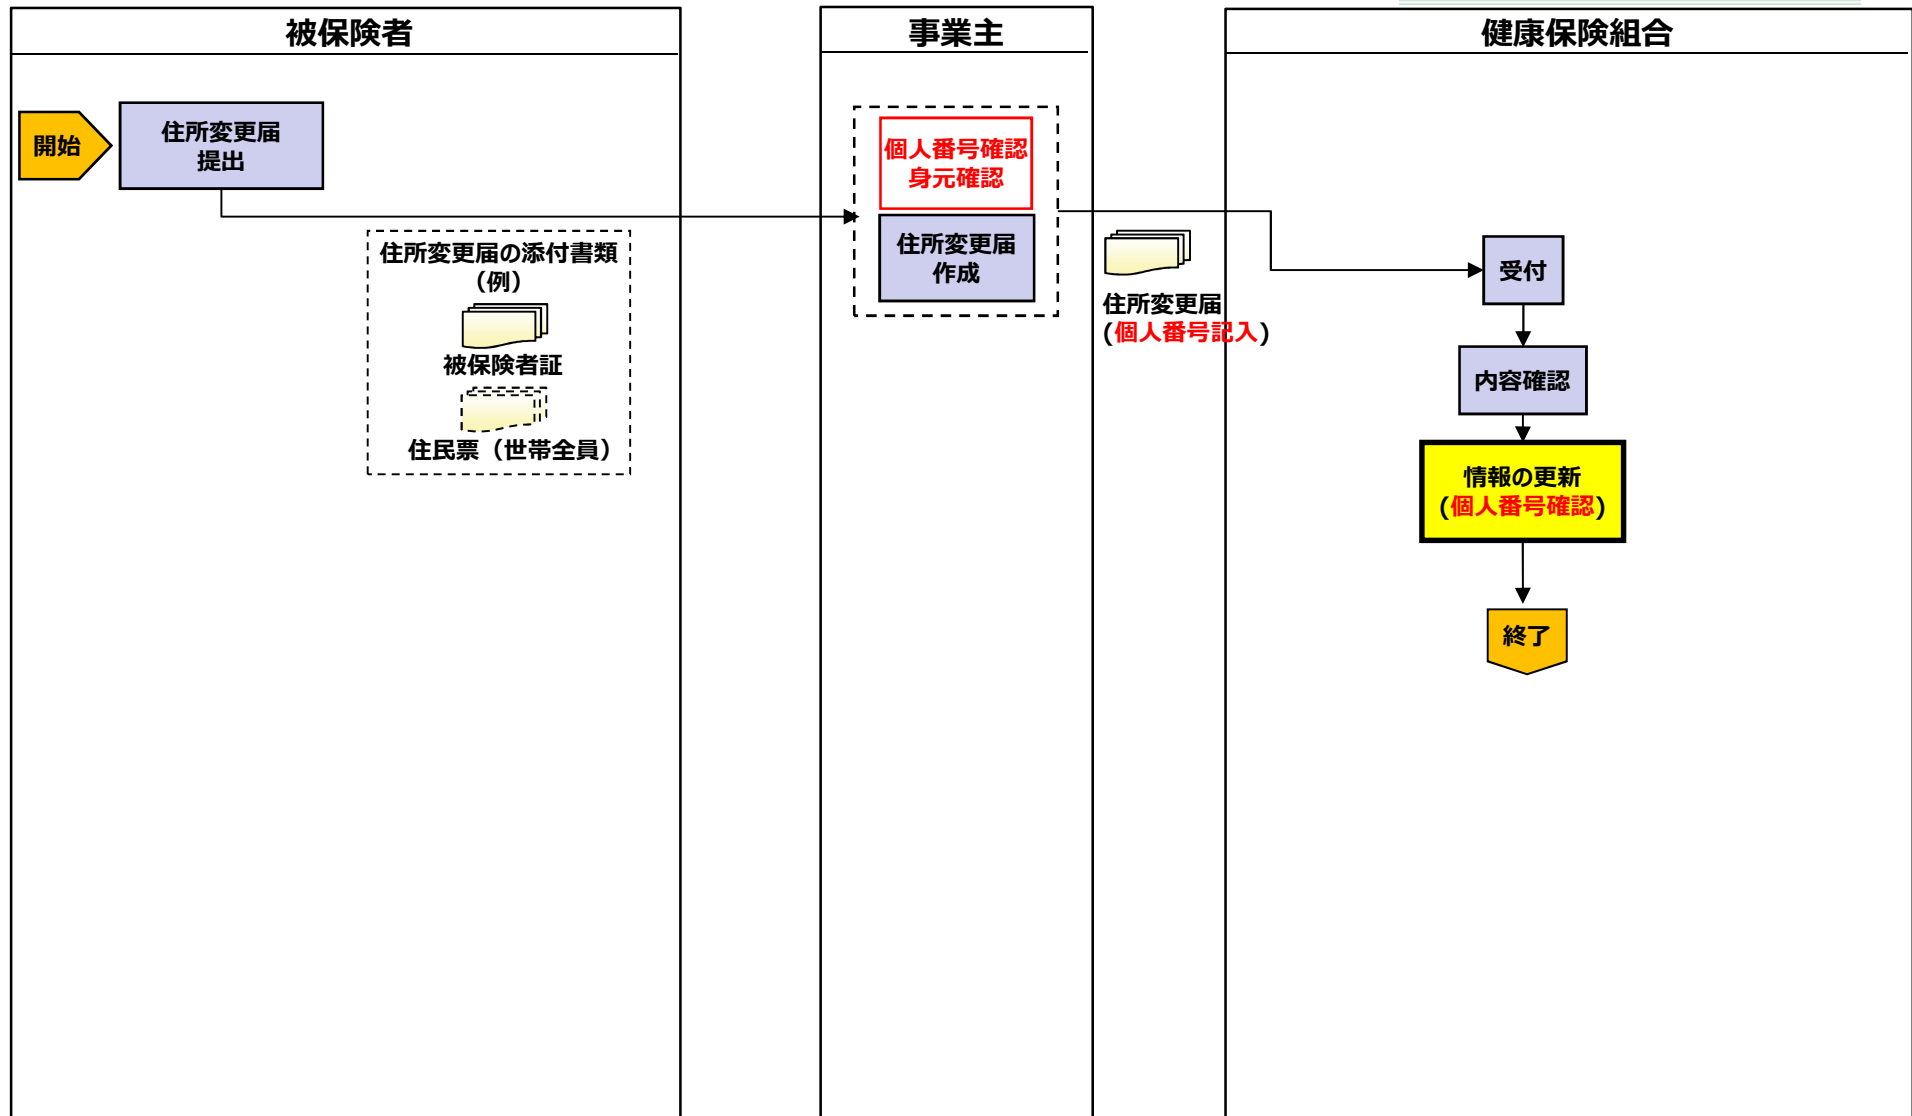 被保険者
事業主
健康保険組合
開始
住所変更届
提出
住所変更届の添付書類
（例）
被保険者証
住民票（世帯全員）
個人番号確認
身元確認
住所変更届
作成
住所変更届
(個人番号記入)
受付
内容確認
情報の更新
(個人番号確認)
終了